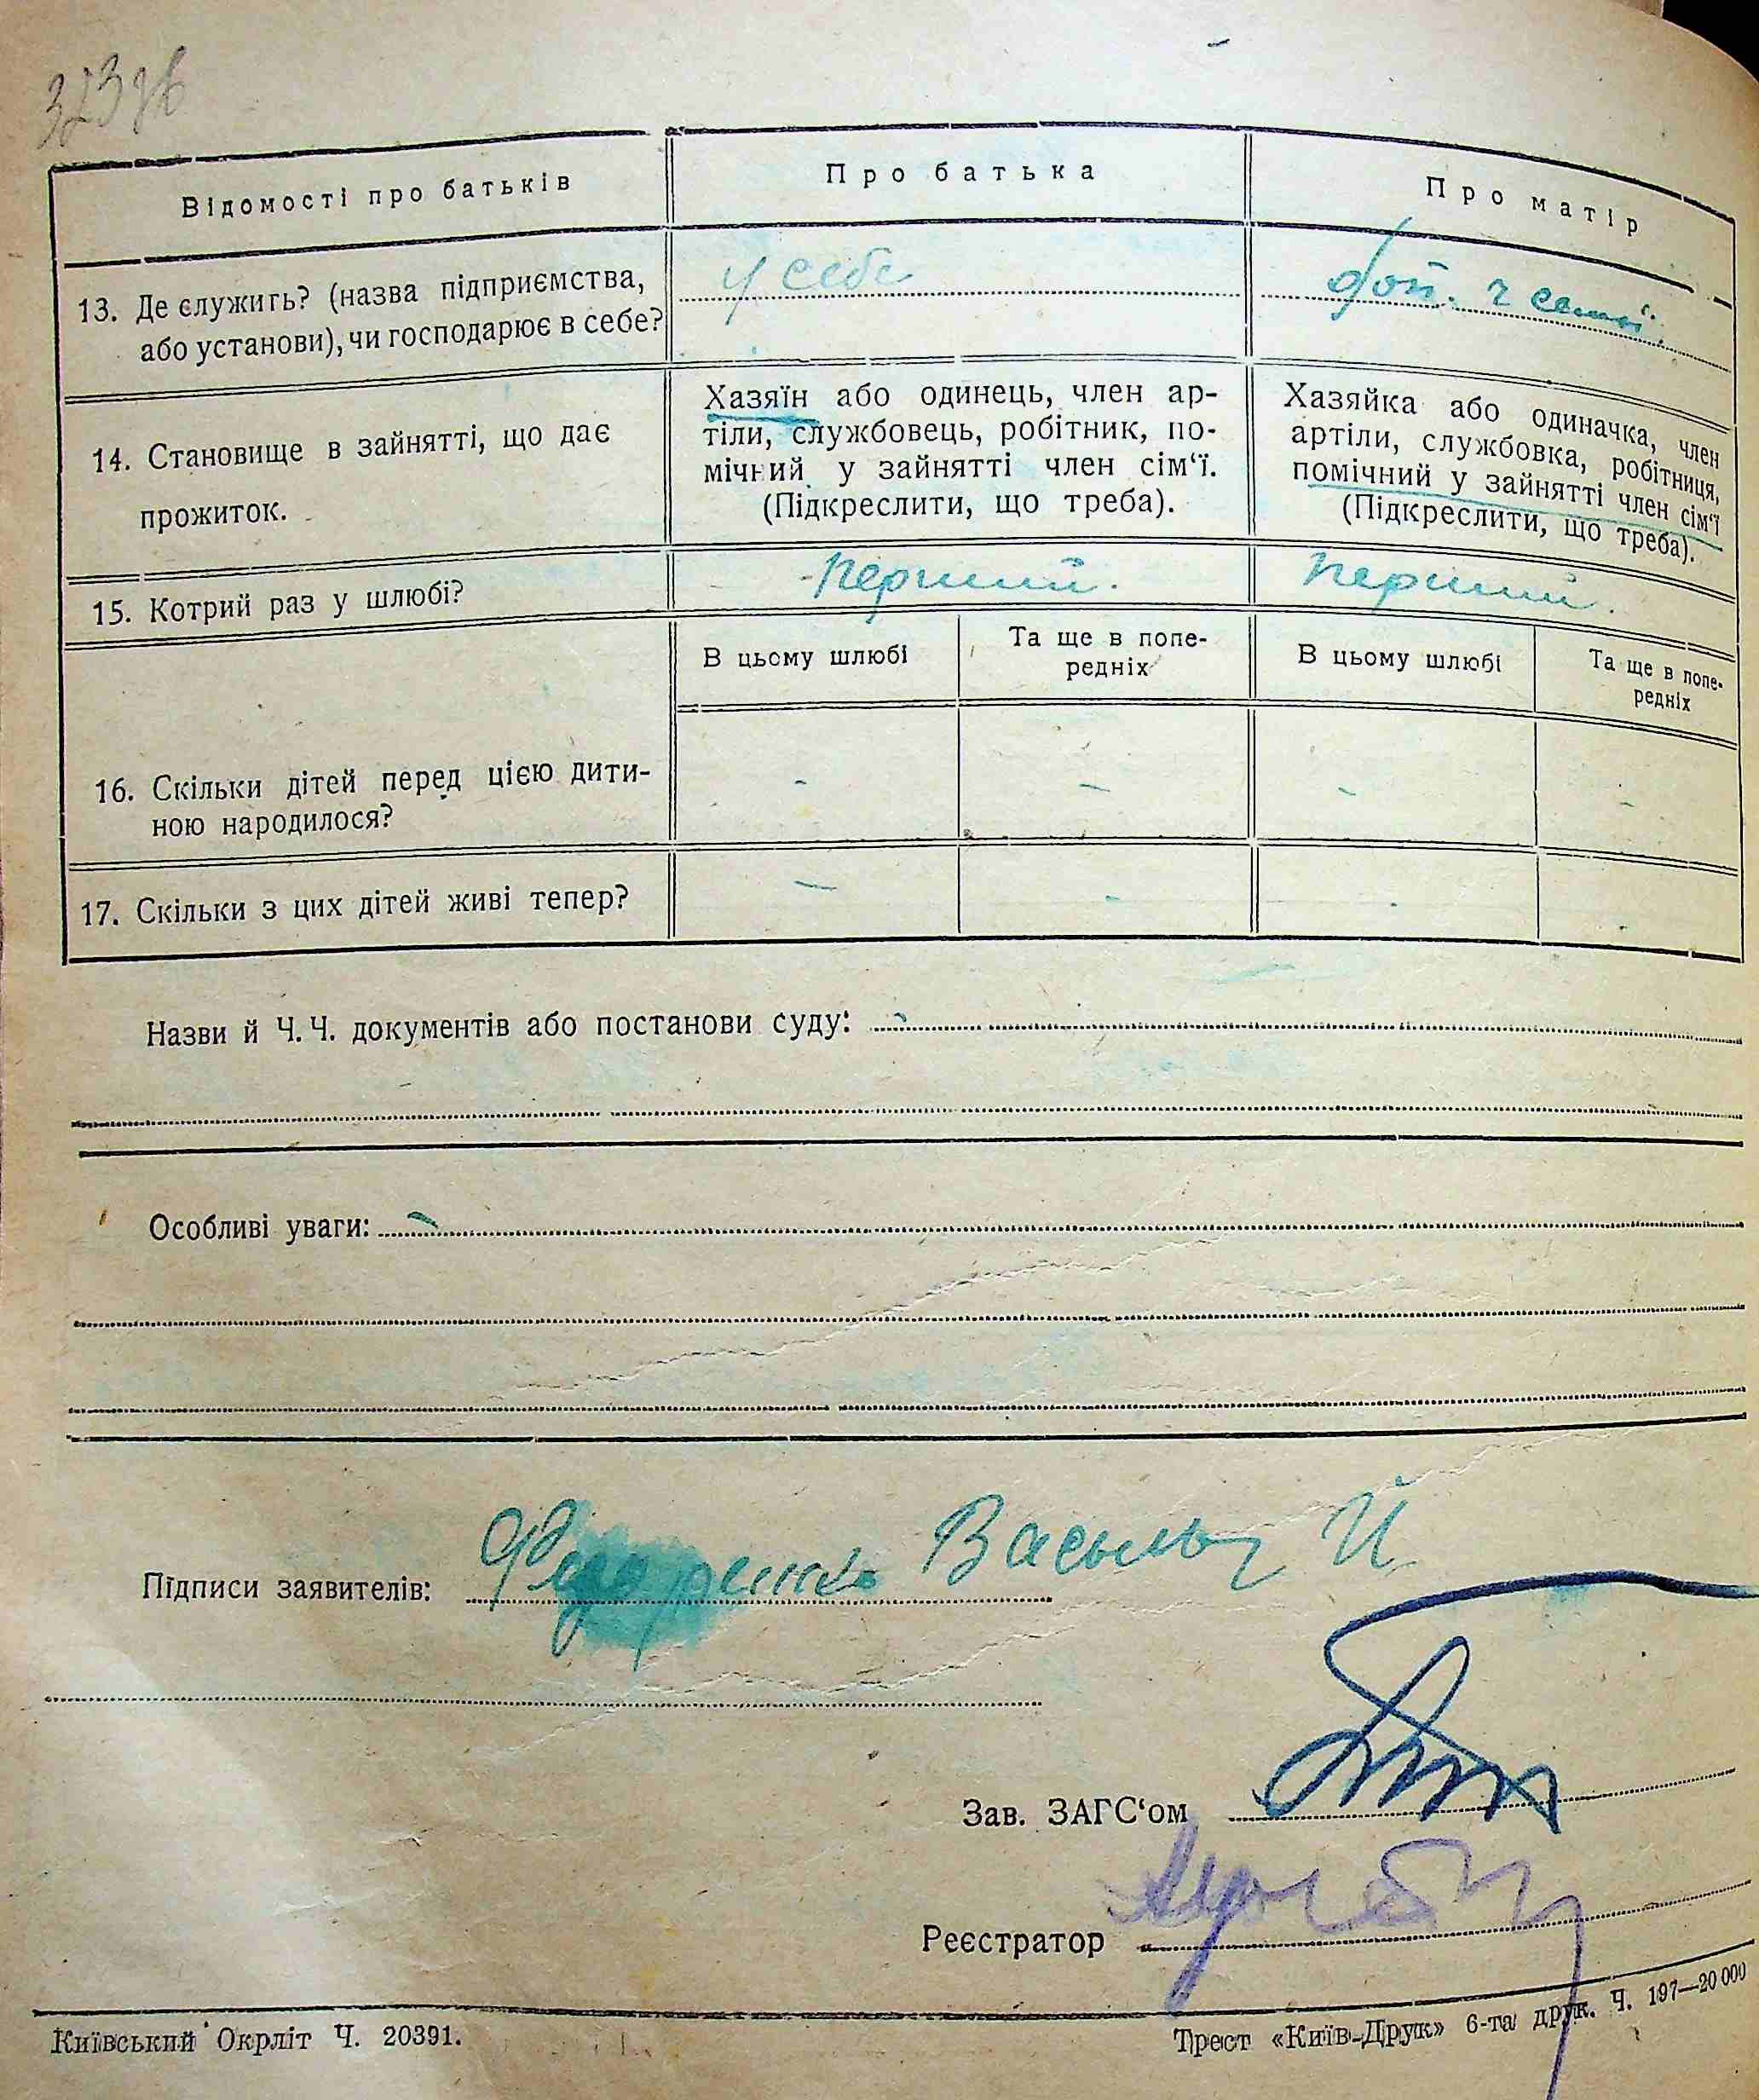 Відомості про батьків
Про батька
Про матір
13. Де служить? (назва підприємства,
або установи), чи господарює в себе?
у себе
доп. ч семьї.
14. Становище в зайнятті, що дає
прожиток.
Хазяїн або одинець, член ар-
тіли, службовець, робітник, по-
мічний у зайнятті член сім‘ї.
(Підкреслити, що треба).
Хазяйка або одиначка, член
артіли, службовка, робітниця,
помічний у зайнятті член сім‘ї
(Підкреслити, що треба).
15. Котрий раз у шлюбі?
перший.
перший.
В цьому шлюбі
Та ще в попе-
редніх
В цьому шлюбі
Та ще в попе-
редніх
16. Скільки дітей перед цією дити-
ною народилося?
- - - -
17. Скільки з цих дітей живі тепер?
- - - -
Назви й Ч. Ч. документів або постанови суду:
Особливі уваги:
Підписи заявителів: Васыль Й
Зав. ЗАГС‘ом
Реєстратор
Київський Окрліт Ч. 20391.
Трест «Київ-Друк» 6-та друк. Ч. 197—20 000